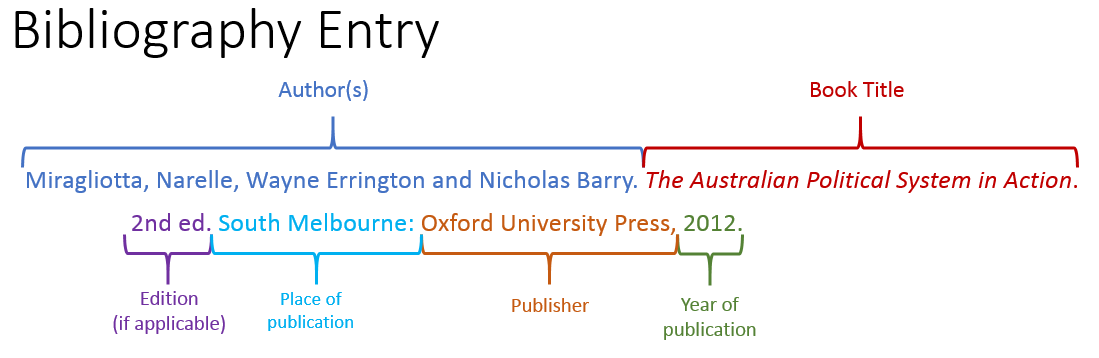 Bibliography Entry
Author(s)
Book Title
Miragliotta, Narelle, Wayne Errington and Nicholas Barry. The Australian Political System in Action.
2nd ed. South Melbourne: Oxford University Press, 2012.
Edition
(if applicable)
Place of
publication
Publisher
Year of
publication